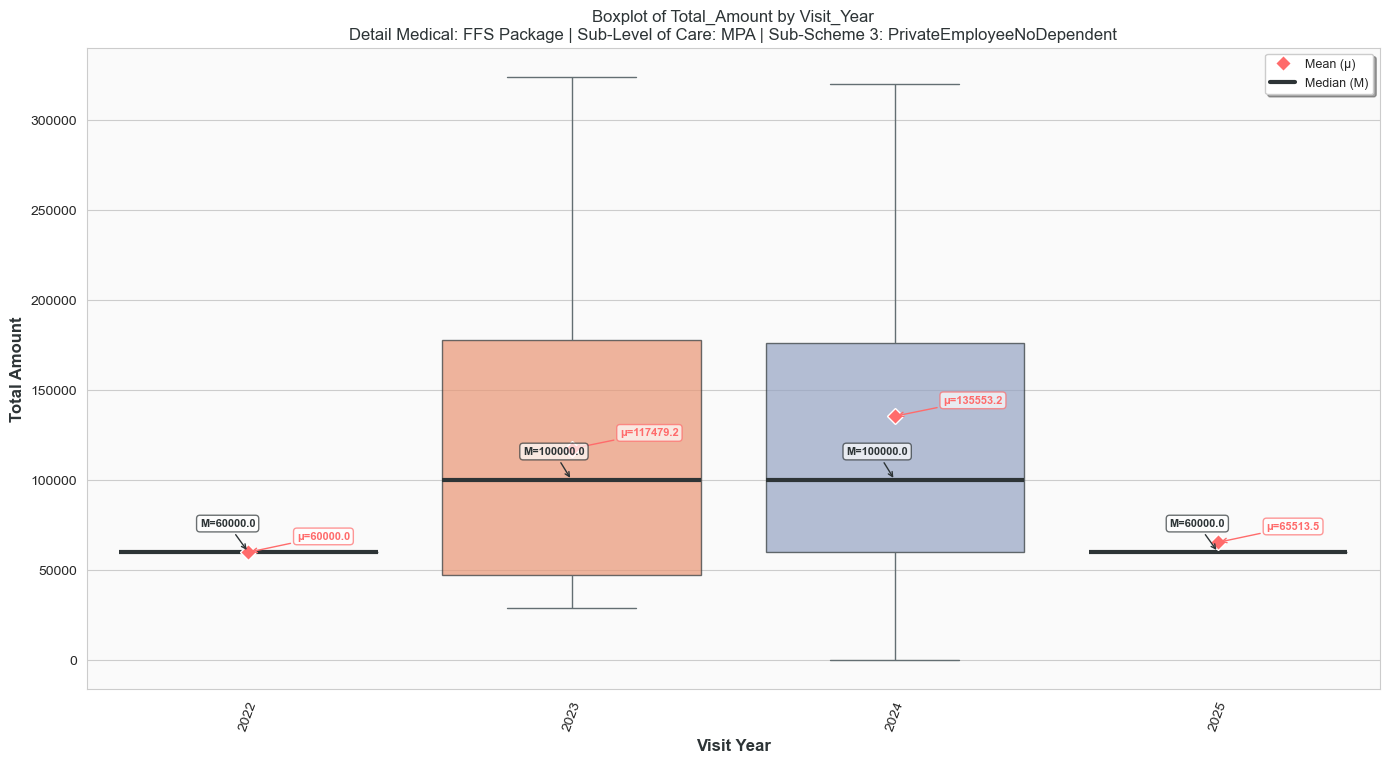 Boxplot of Total_Amount by Visit_Year
Detail Medical: FFS Package | Sub-Level of Care: MPA | Sub-Scheme 3: PrivateEmployeeNoDependent
Mean (μ)
Median (M)
Total Amount
300000
250000
200000
150000
100000
50000
0
M=60000.0
μ=60000.0
M=100000.0
μ=117479.2
M=100000.0
μ=135553.2
M=60000.0
μ=65513.5
2022
2023
2024
2025
Visit Year